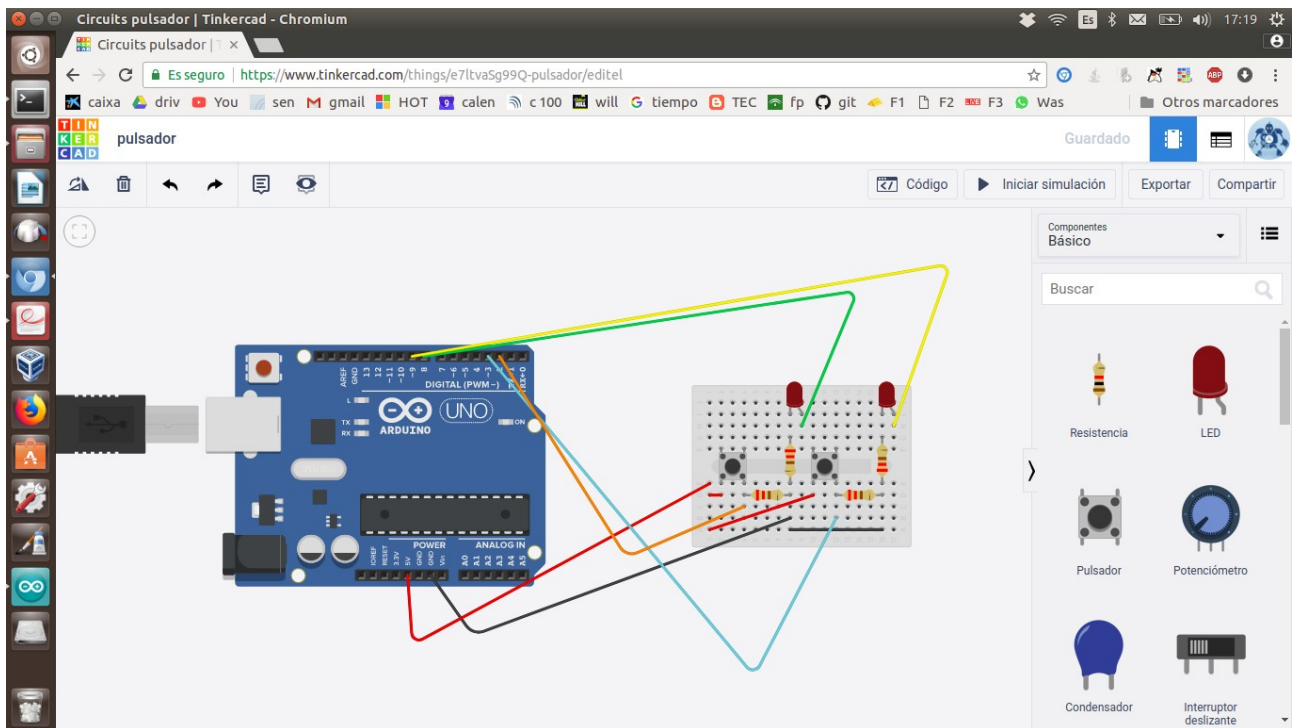 Circuits pulsador | Tinkercad - Chromium
Es
17:19
Circuits pulsador | T
Es seguro | https://www.tinkercad.com/things/e7ltvaSg99Q-pulsador/editel
caixa driv You sen gmail HOT calen c 100 will tiempo TEC fp git F1 F2 F3 Was Otros marcadores
TIN
KER
CAD
pulsador
Guardado
Código
Iniciar simulación
Exportar
Compartir
Componentes
Básico
Buscar
AREF
GND
13
12
~11
~10
~9
8
7
~6
~5
4
~3
2
DIGITAL (PWM~)
L
TX
RX
ARDUINO
UNO
ON
POWER
ANALOG IN
IOREF
RESET
3.3V
5V
GND
GND
Vin
A0
A1
A2
A3
A4
A5
Resistencia
LED
Pulsador
Potenciómetro
Condensador
Interruptor
deslizante